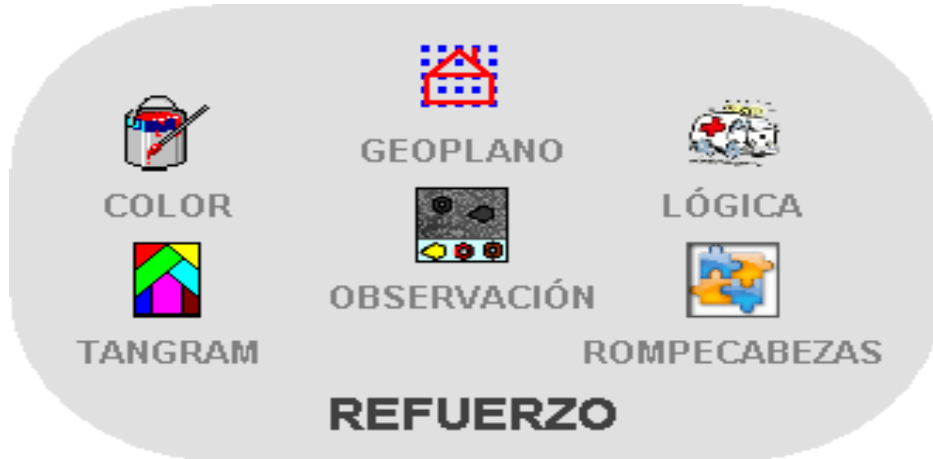 GEOPLANO
COLOR
LÓGICA
OBSERVACIÓN
TANGRAM
ROMPECABEZAS
REFUERZO